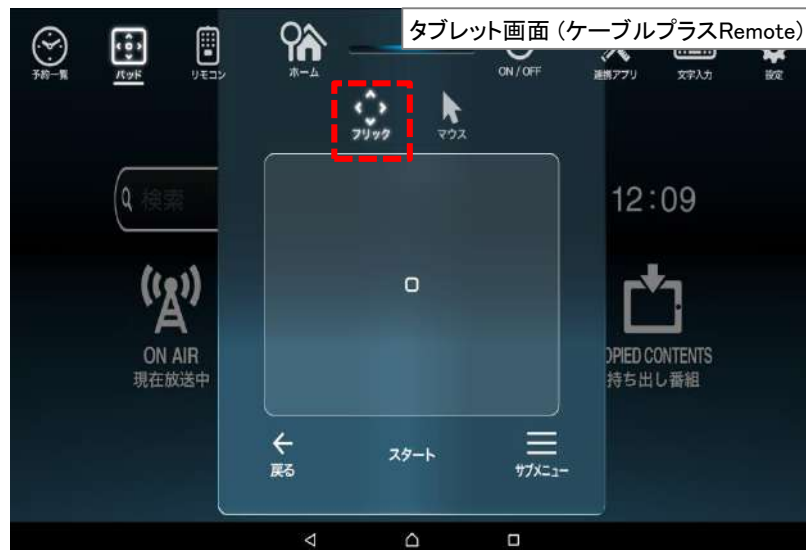 タブレット画面（ケーブルプラスRemote）
予約一覧
パッド
リモコン
ホーム
ON / OFF
連携アプリ
文字入力
設定
フリック
マウス
検索
12:09
ON AIR
現在放送中
OPIED CONTENTS
持ち出し番組
戻る
スタート
サブメニュー